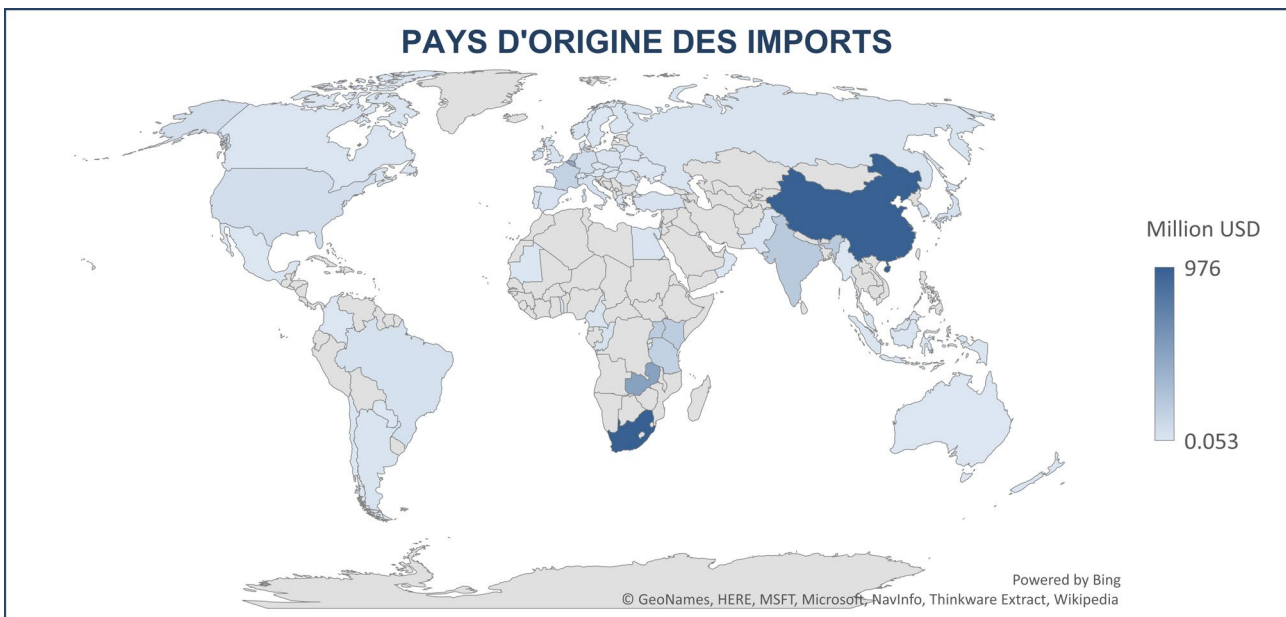 PAYS D'ORIGINE DES IMPORTS
Million USD
976
0.053
Powered by Bing
© GeoNames, HERE, MSFT, Microsoft, NavInfo, Thinkware Extract, Wikipedia